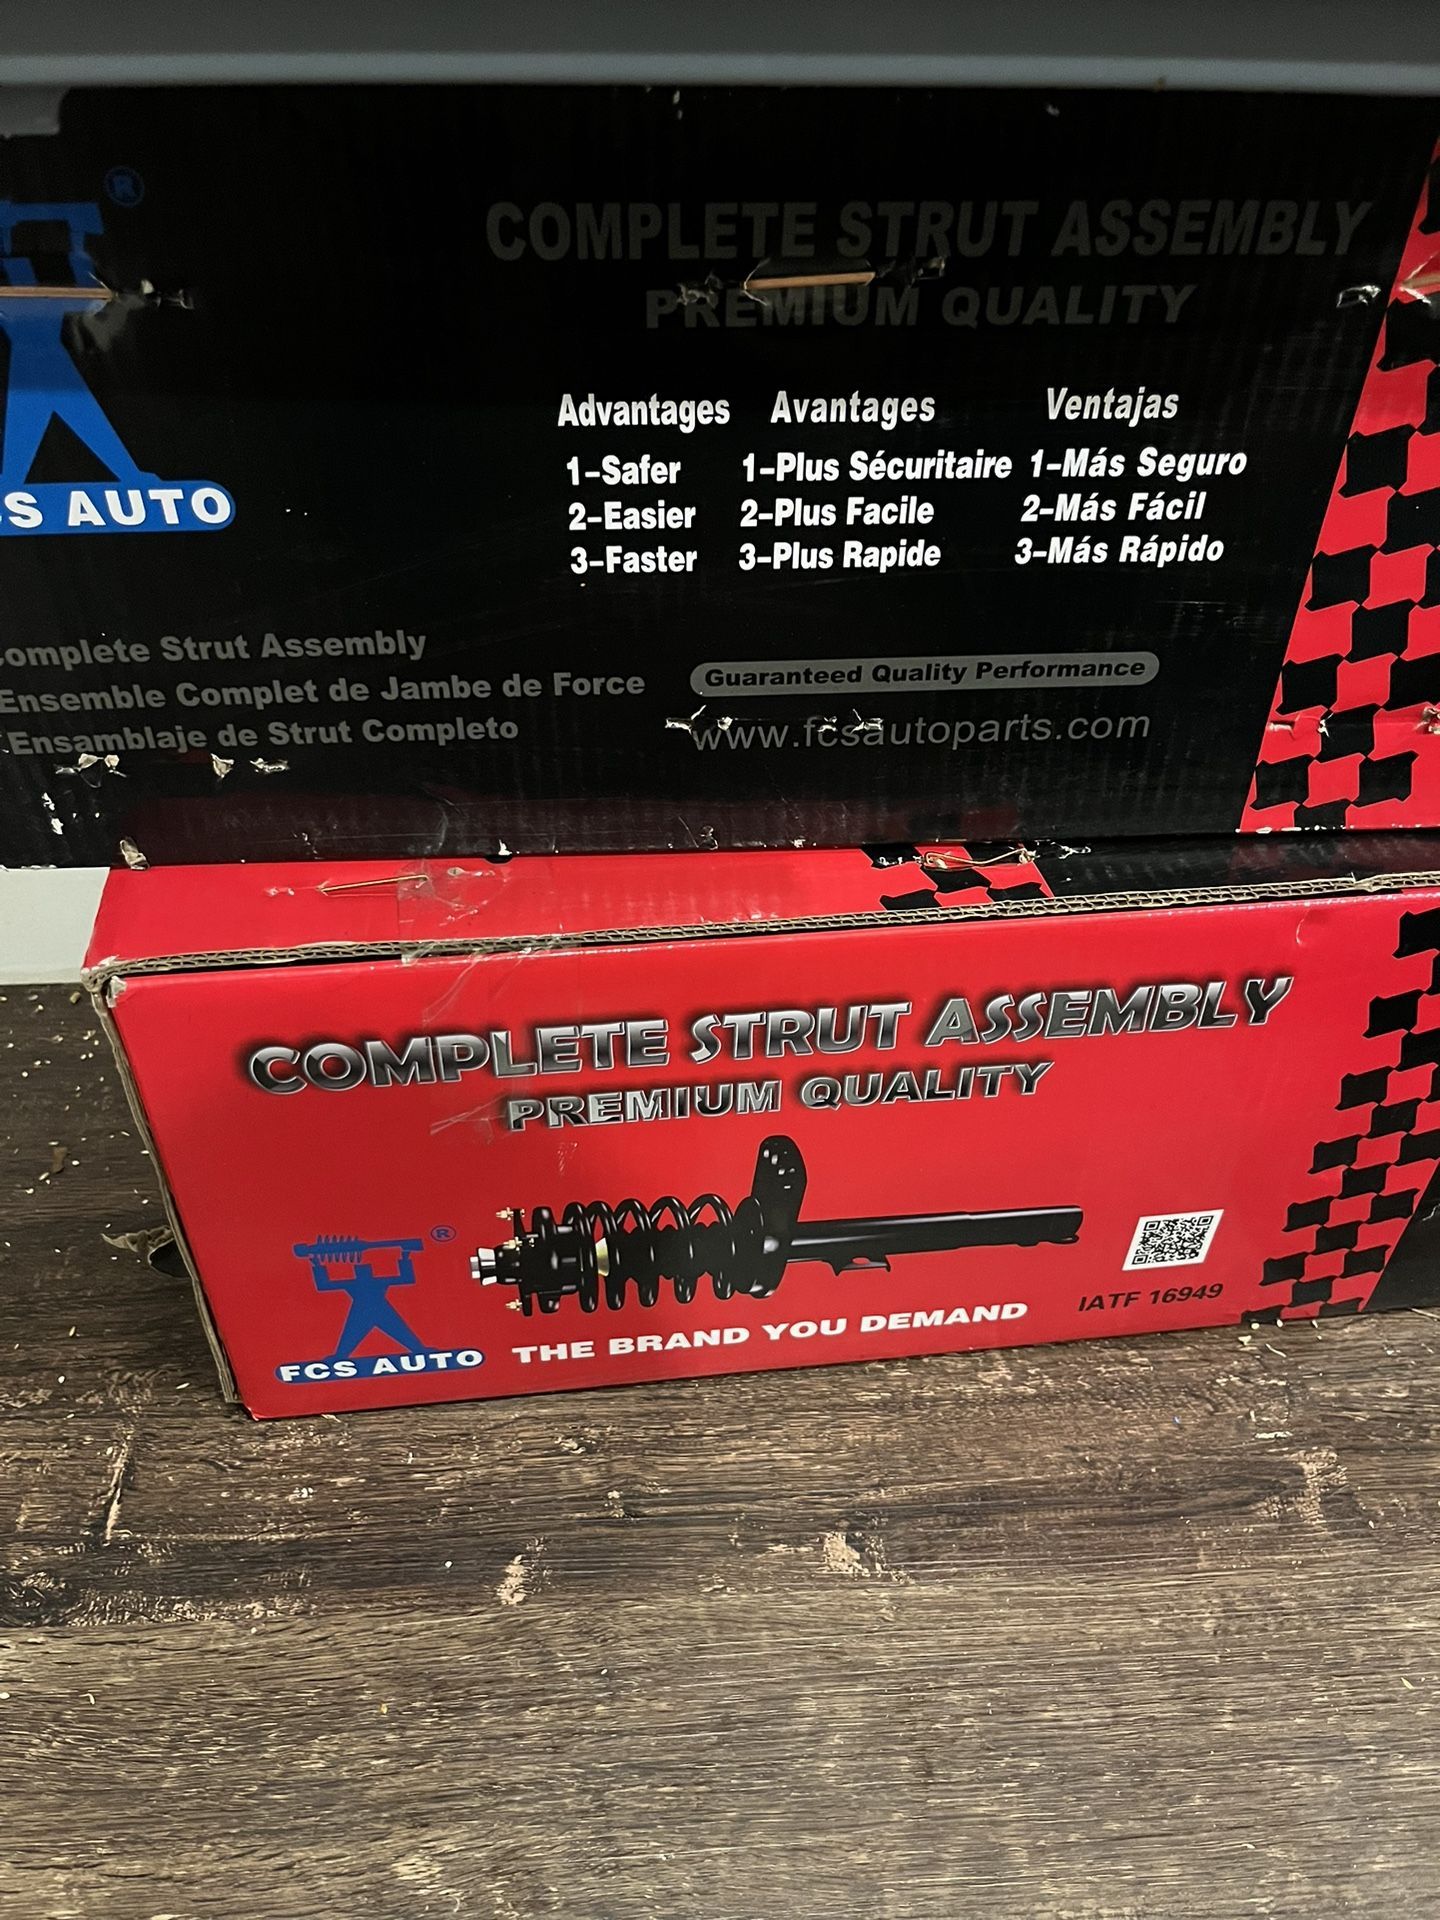 ®
COMPLETE STRUT ASSEMBLY
PREMIUM QUALITY
Advantages Avantages Ventajas
1-Safer 1-Plus Sécuritaire 1-Más Seguro
2-Easier 2-Plus Facile 2-Más Fácil
3-Faster 3-Plus Rapide 3-Más Rápido
S AUTO
omplete Strut Assembly
Ensemble Complet de Jambe de Force
Ensamblaje de Strut Completo
Guaranteed Quality Performance
www.fcsautoparts.com
COMPLETE STRUT ASSEMBLY
PREMIUM QUALITY
®
FCS AUTO
THE BRAND YOU DEMAND
IATF 16949